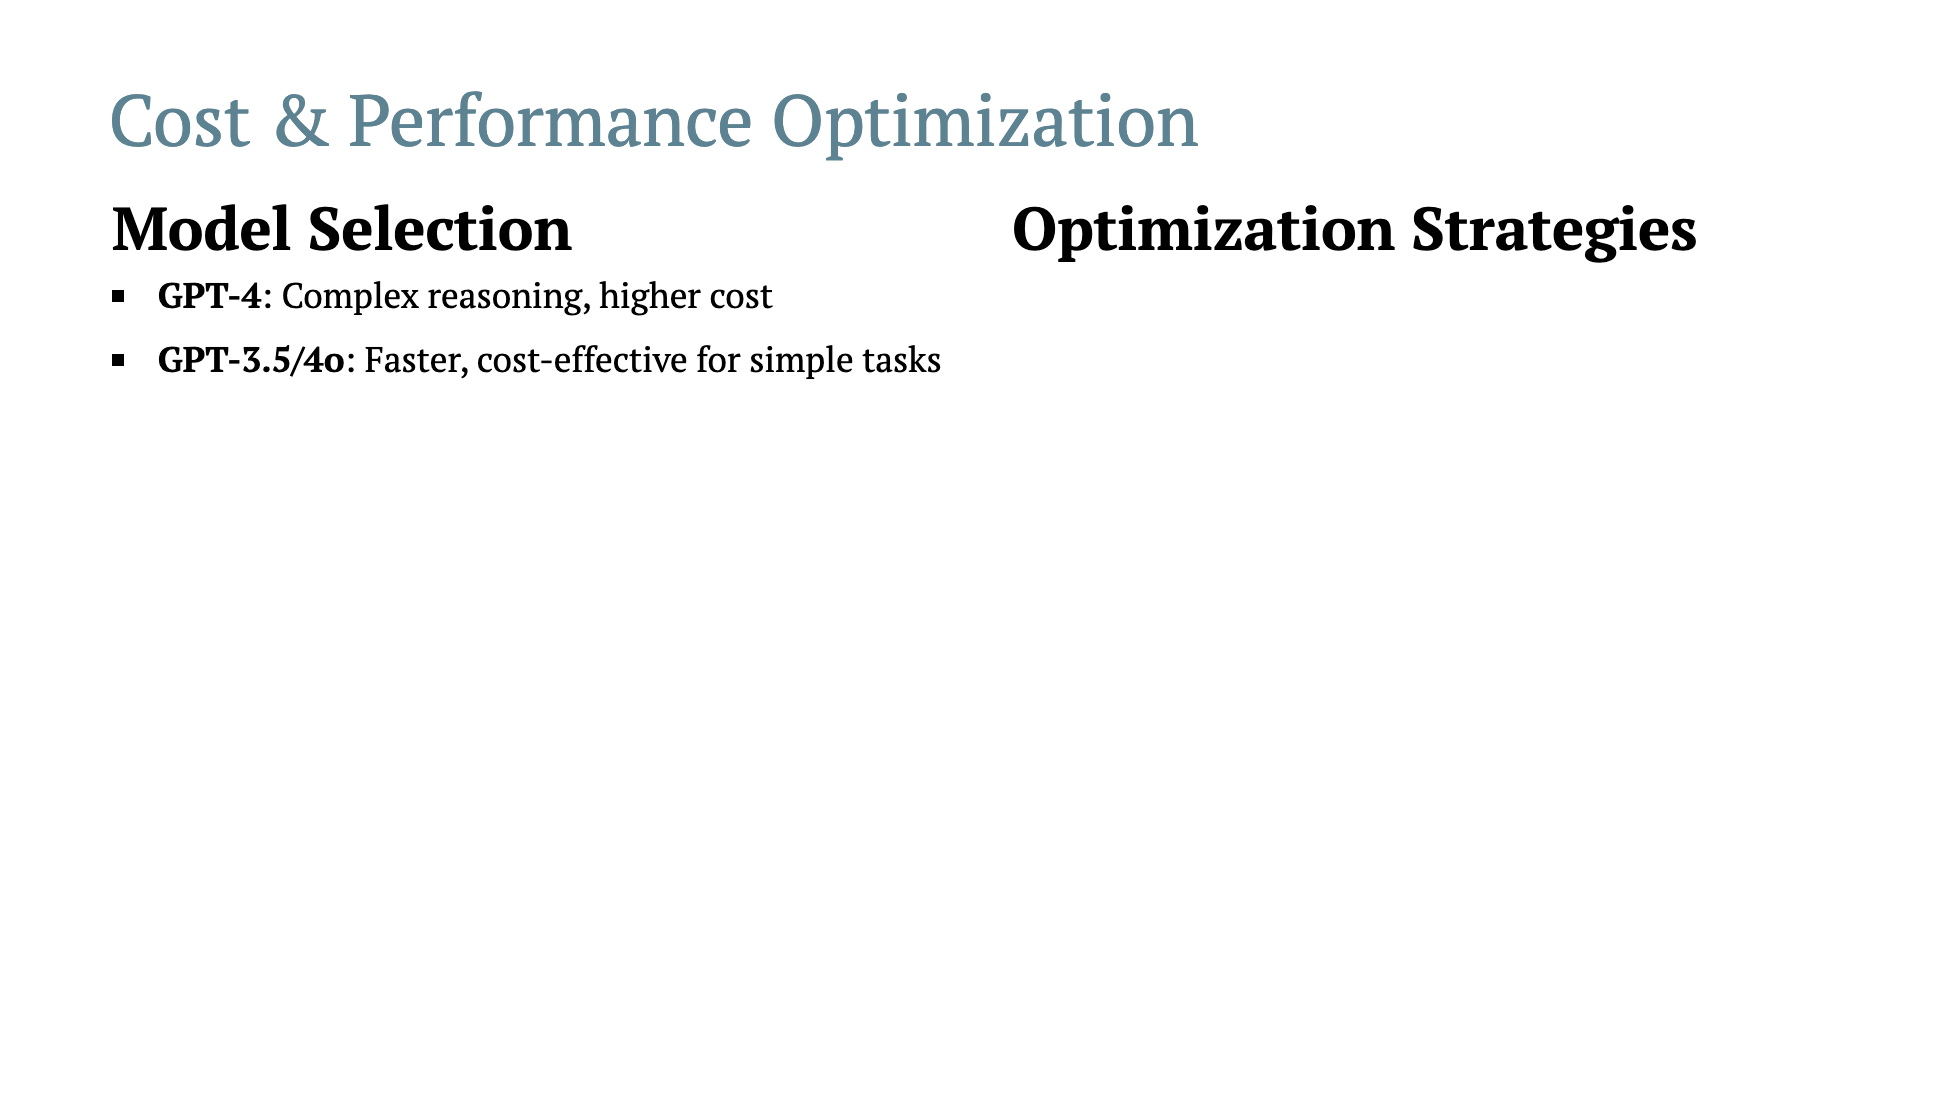 Cost & Performance Optimization
Model Selection
▪ GPT-4: Complex reasoning, higher cost
▪ GPT-3.5/4o: Faster, cost-effective for simple tasks
Optimization Strategies